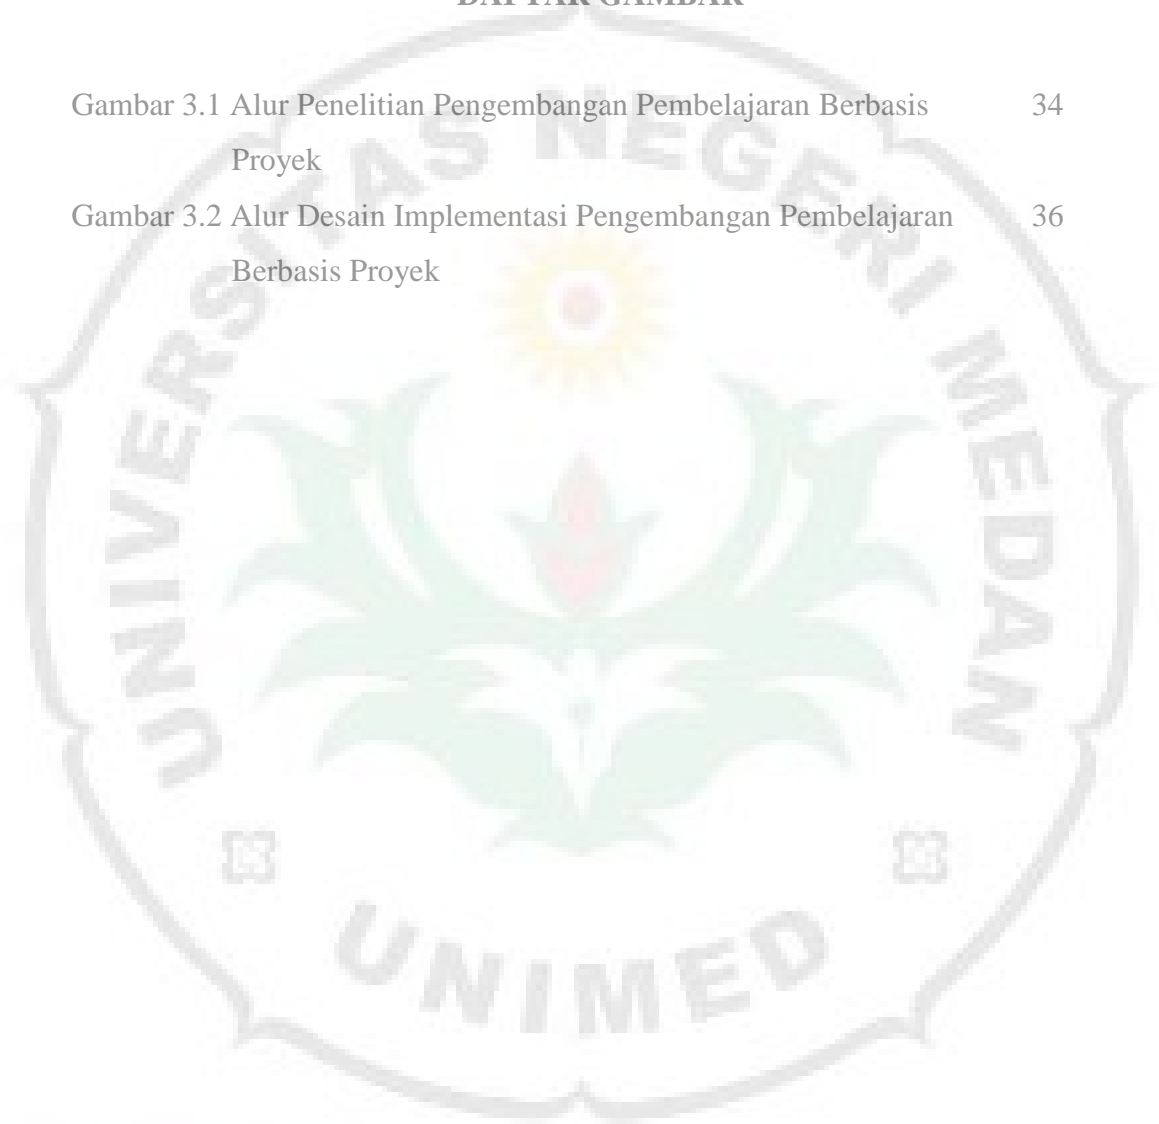 DAFTAR GAMBAR
Gambar 3.1 Alur Penelitian Pengembangan Pembelajaran Berbasis 34
Proyek
Gambar 3.2 Alur Desain Implementasi Pengembangan Pembelajaran 36
Berbasis Proyek
UNIVERSITAS NEGERI MEDAN
UNIMED